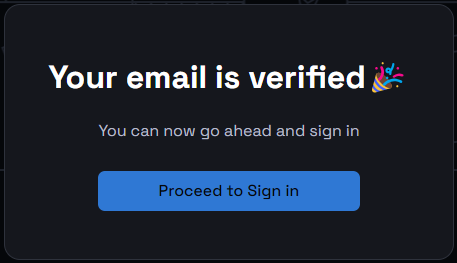 Your email is verified 🎉
You can now go ahead and sign in
Proceed to Sign in